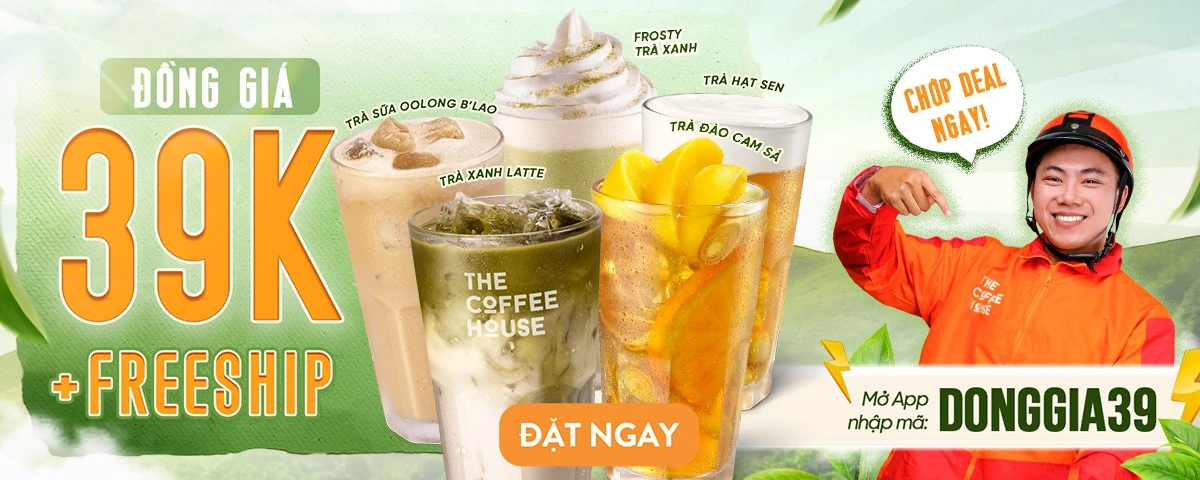 ĐỒNG GIÁ
39K
+FREESHIP
TRÀ SỮA OOLONG B'LAO
FROSTY
TRÀ XANH
TRÀ HẠT SEN
TRÀ ĐÀO CAM SẢ
TRÀ XANH LATTE
THE
COFFEE
HOUSE
ĐẶT NGAY
CHỚP DEAL
NGAY!
THE
COFFEE
HOUSE
Mở App
nhập mã:
DONGGIA39